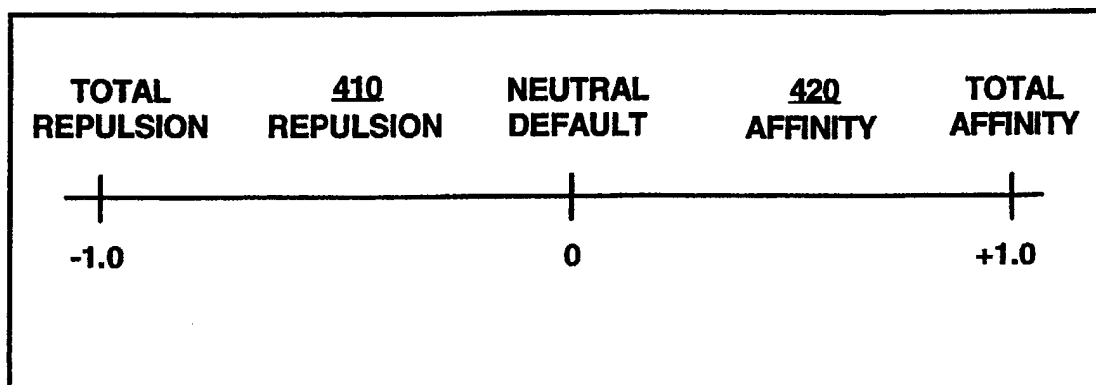 TOTAL REPULSION
410 REPULSION
NEUTRAL DEFAULT
420 AFFINITY
TOTAL AFFINITY
-1.0 0 +1.0